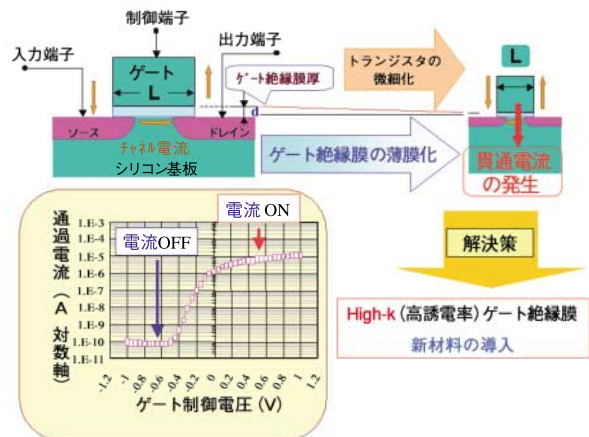 制御端子
入力端子
出力端子
ゲート
L
ゲート絶縁膜厚
d
ソース
ドレイン
チャネル電流
シリコン基板
トランジスタの
微細化
ゲート絶縁膜の薄膜化
L
貫通電流
の発生
解決策
High-k(高誘電率)ゲート絶縁膜
新材料の導入
電流OFF
電流 ON
通過電流(A 対数軸)
1.E-3
1.E-4
1.E-5
1.E-6
1.E-7
1.E-8
1.E-9
1.E-10
1.E-11
-1.2
-1
-0.8
-0.6
-0.4
-0.2
0
0.2
0.4
0.6
0.8
1
1.2
ゲート制御電圧(V)